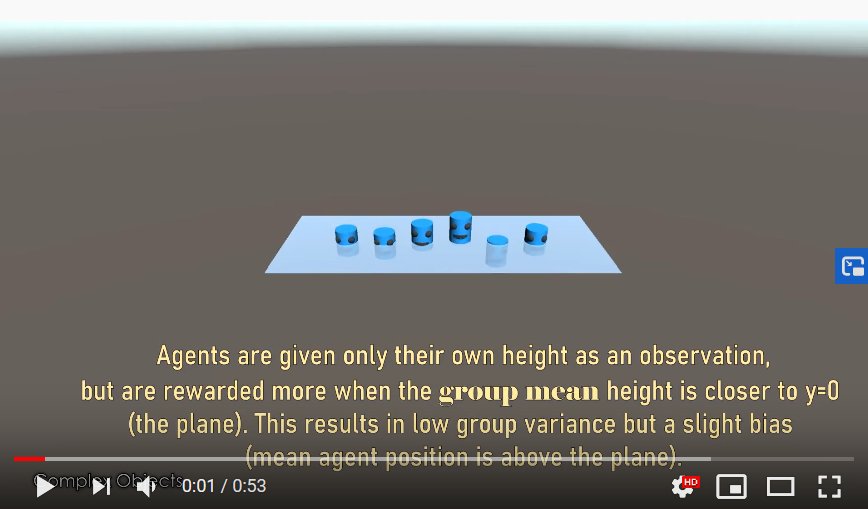 Agents are given only their own height as an observation,
but are rewarded more when the group mean height is closer to y=0
(the plane). This results in low group variance but a slight bias
(mean agent position is above the plane).
Complex Objects
0:01 / 0:53
HD